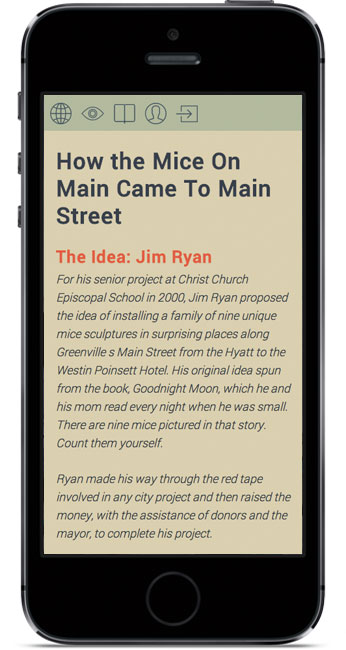 How the Mice On
Main Came To Main
Street
The Idea: Jim Ryan
For his senior project at Christ Church
Episcopal School in 2000, Jim Ryan proposed
the idea of installing a family of nine unique
mice sculptures in surprising places along
Greenville s Main Street from the Hyatt to the
Westin Poinsett Hotel. His original idea spun
from the book, Goodnight Moon, which he and
his mom read every night when he was small.
There are nine mice pictured in that story.
Count them yourself.
Ryan made his way through the red tape
involved in any city project and then raised the
money, with the assistance of donors and the
mayor, to complete his project.